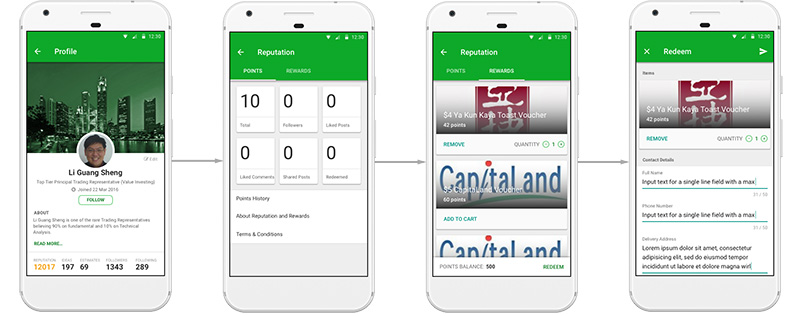 12:30
Profile
Edit
Li Guang Sheng
Top Tier Principal Trading Representative (Value Investing)
Joined 22 Mar 2016
FOLLOW
ABOUT
Li Guang Sheng is one of the rare Trading Representatives
believing 90% on fundamental and 10% on Technical
Analysis
READ MORE...
REPUTATION IDEAS ESTIMATES FOLLOWERS FOLLOWING
12017 197 69 1343 289
12:30
Reputation
POINTS REWARDS
10 0 0
Total Followers Liked Posts
0 0 0
Liked Comments Shared Posts Redeemed
Points History
About Reputation and Rewards
Terms & Conditions
12:30
Reputation
POINTS REWARDS
亚坤
$4 Ya Kun Kaya Toast Voucher
42 points
REMOVE QUANTITY 1
CapitaLand
$5 CapitaLand Voucher
60 points
ADD TO CART
CapitaLand
POINTS BALANCE: 500 REDEEM
12:30
Redeem
Items
亚坤
$4 Ya Kun Kaya Toast Voucher
42 points
REMOVE QUANTITY 1
Contact Details
Full Name
Input text for a single line field with a max
31 / 50
Phone Number
Input text for a single line field with a max
31 / 50
Delivery Address
Lorem ipsum dolor sit amet, consectetur
adipisicing elit, sed do eiusmod tempor
incididunt ut labore et dolore magna wirl